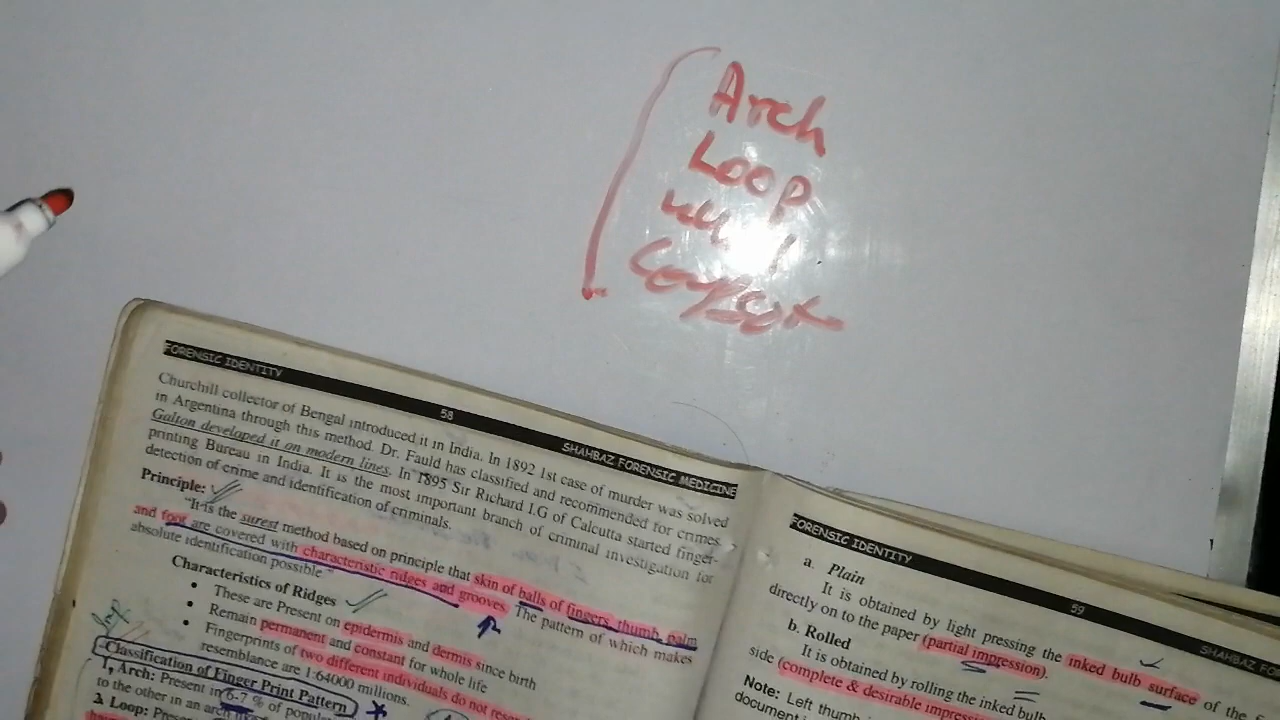 Arch
Loop
FORENSIC IDENTITY
58
SHAHBAZ FORENSIC MEDICINE
Churchill collector of Bengal introduced it in India. In 1892 1st case of murder was solved
in Argentina through this method. Dr. Fauld has classified and recommended for crimes.
Galton developed it on modern lines. In 1895 Sir Richard I.G of Calcutta started finger-
printing Bureau in India. It is the most important branch of criminal investigation for
detection of crime and identification of criminals.
Principle:
"It is the surest method based on principle that skin of balls of fingers, thumb, palm
and foot are covered with characteristic ridges and grooves. The pattern of which makes
absolute identification possible"
Characteristics of Ridges
• These are Present on epidermis and dermis since birth
• Remain permanent and constant for whole life
• Fingerprints of two different individuals do not
resemblance are 1:64000 millions.
Classification of Finger Print Pattern
1. Arch: Present in 6-7 % of
to the other in an arch
2. Loop:
FORENSIC IDENTITY
59
a. Plain
It is obtained by light pressing the inked bulb surface of the
directly on to the paper (partial impression).
b. Rolled
It is obtained by rolling the inked bulb
side (complete & desirable
Note: Left thumb